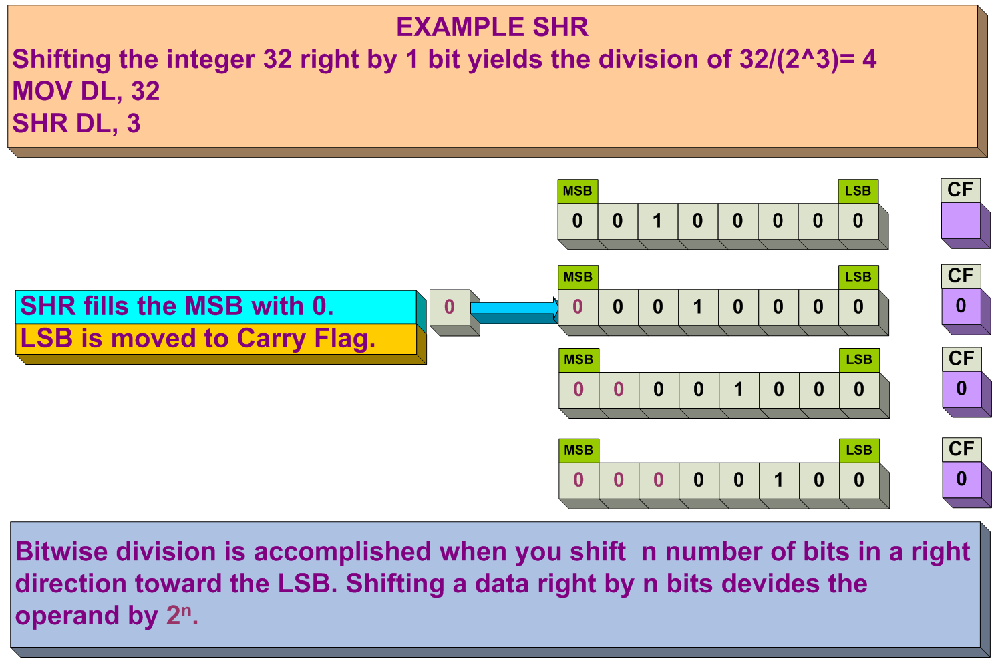 EXAMPLE SHR
Shifting the integer 32 right by 1 bit yields the division of 32/(2^3)= 4
MOV DL, 32
SHR DL, 3
MSB LSB CF
0 0 1 0 0 0 0 0
MSB LSB CF
SHR fills the MSB with 0. 0 0 0 0 1 0 0 0 0 0
LSB is moved to Carry Flag.
MSB LSB CF
0 0 0 0 1 0 0 0 0
MSB LSB CF
0 0 0 0 0 1 0 0 0
Bitwise division is accomplished when you shift n number of bits in a right
direction toward the LSB. Shifting a data right by n bits devides the
operand by 2ⁿ.